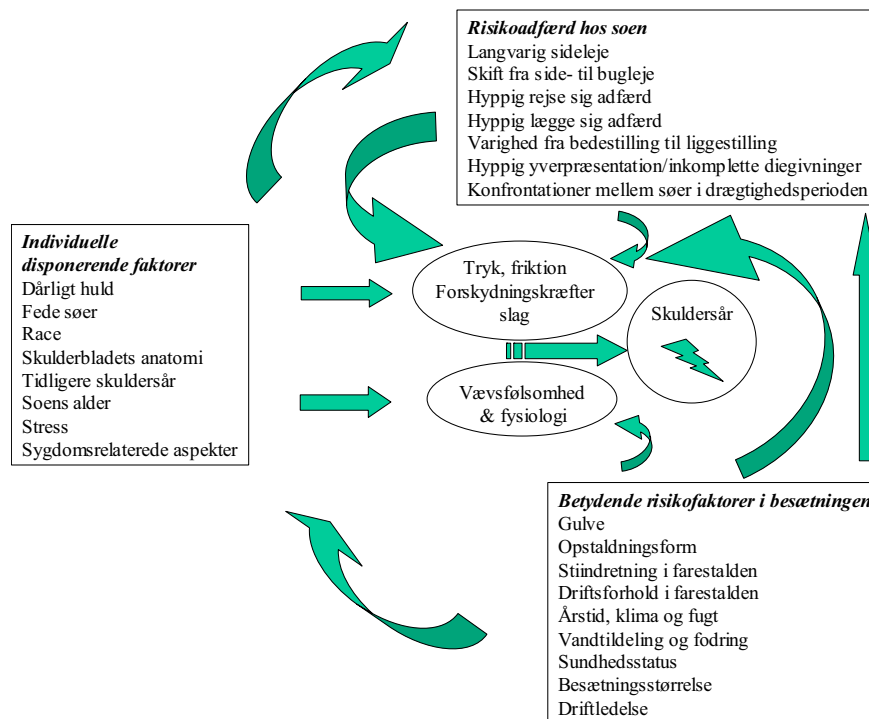 Risikoadfærd hos soen
Langvarig sideleje
Skift fra side- til bugleje
Hyppig rejse sig adfærd
Hyppig lægge sig adfærd
Varighed fra bedestilling til liggestilling
Hyppig yverpræsentation/inkomplette diegivninger
Konfrontationer mellem søer i drægtighedsperioden
Individuelle
disponerende faktorer
Dårligt huld
Fede søer
Race
Skulderbladets anatomi
Tidligere skuldersår
Soens alder
Stress
Sygdomsrelaterede aspekter
Tryk, friktion
Forskydningskræfter
slag
Skuldersår
Vævsfølsomhed
& fysiologi
Betydende risikofaktorer i besætningen
Gulve
Opstaldningsform
Stiindretning i farestalden
Driftsforhold i farestalden
Årstid, klima og fugt
Vandtildeling og fodring
Sundhedsstatus
Besætningsstørrelse
Driftledelse